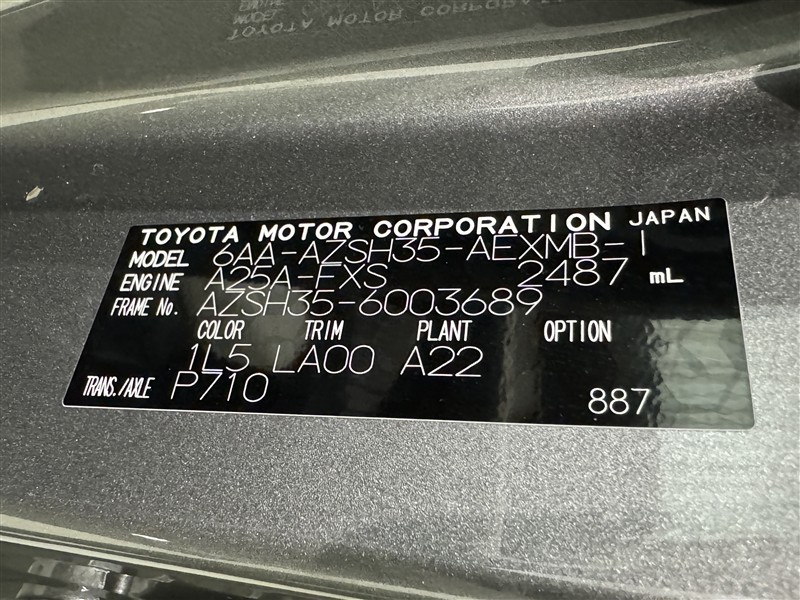 TOYOTA MOTOR CORPORATION JAPAN
MODEL 6AA-AZSH35-AEXMB-I
ENGINE A25A-FXS 2487 mL
FRAME No. AZSH35-6003689
COLOR TRIM PLANT OPTION
1L5 LA00 A22
TRANS./AXLE P710
887